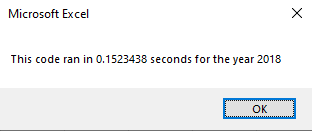 Microsoft Excel
This code ran in 0.1523438 seconds for the year 2018
OK